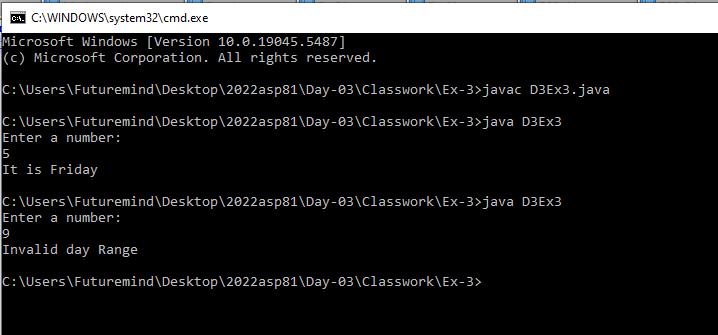 C:\WINDOWS\system32\cmd.exe
Microsoft Windows [Version 10.0.19045.5487]
(c) Microsoft Corporation. All rights reserved.
C:\Users\Futuremind\Desktop\2022asp81\Day-03\Classwork\Ex-3>javac D3Ex3.java
C:\Users\Futuremind\Desktop\2022asp81\Day-03\Classwork\Ex-3>java D3Ex3
Enter a number:
5
It is Friday
C:\Users\Futuremind\Desktop\2022asp81\Day-03\Classwork\Ex-3>java D3Ex3
Enter a number:
9
Invalid day Range
C:\Users\Futuremind\Desktop\2022asp81\Day-03\Classwork\Ex-3>